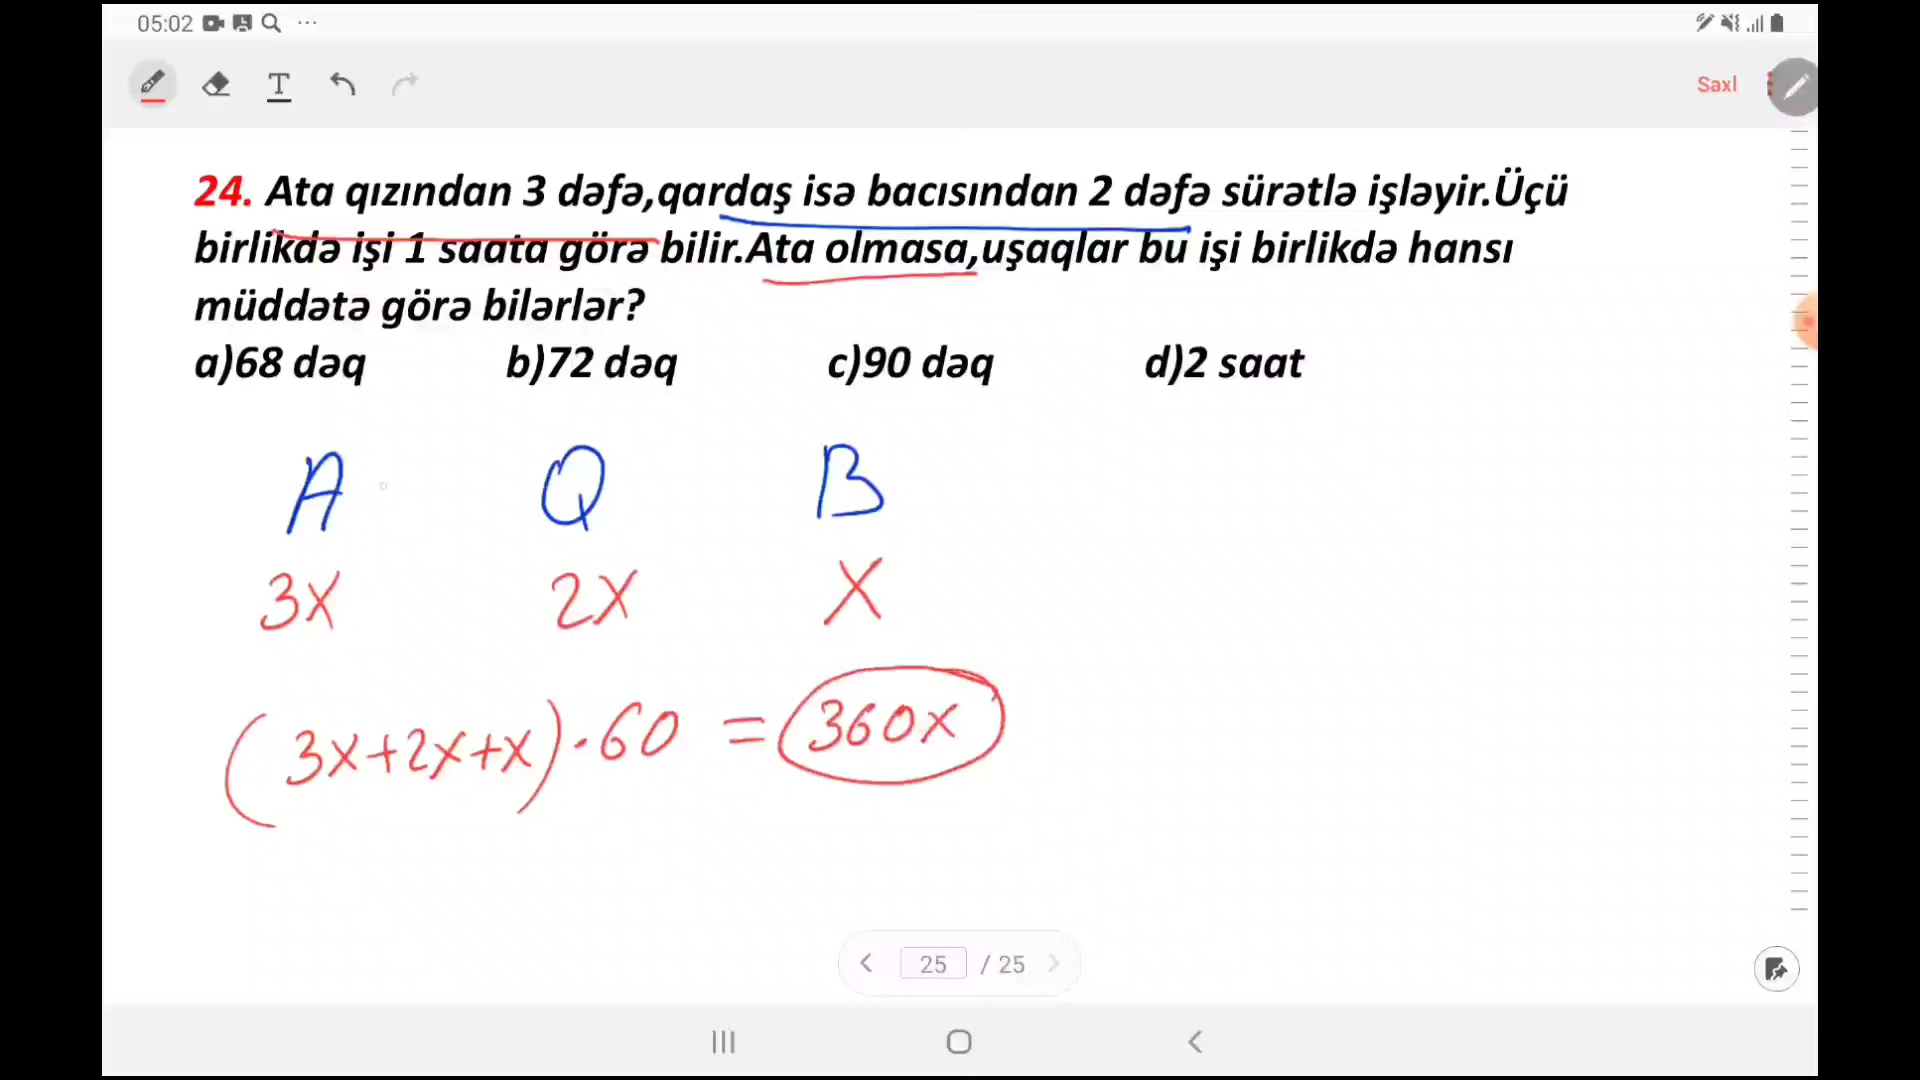 05:02
Saxl
24. Ata qızından 3 dəfə,qardaş isə bacısından 2 dəfə sürətlə işləyir.Üçü
birlikdə işi 1 saata görə bilir.Ata olmasa,uşaqlar bu işi birlikdə hansı
müddətə görə bilərlər?
a)68 dəq b)72 dəq c)90 dəq d)2 saat
A Q B
3x 2x x
(3x+2x+x)·60 = 360x
25 / 25